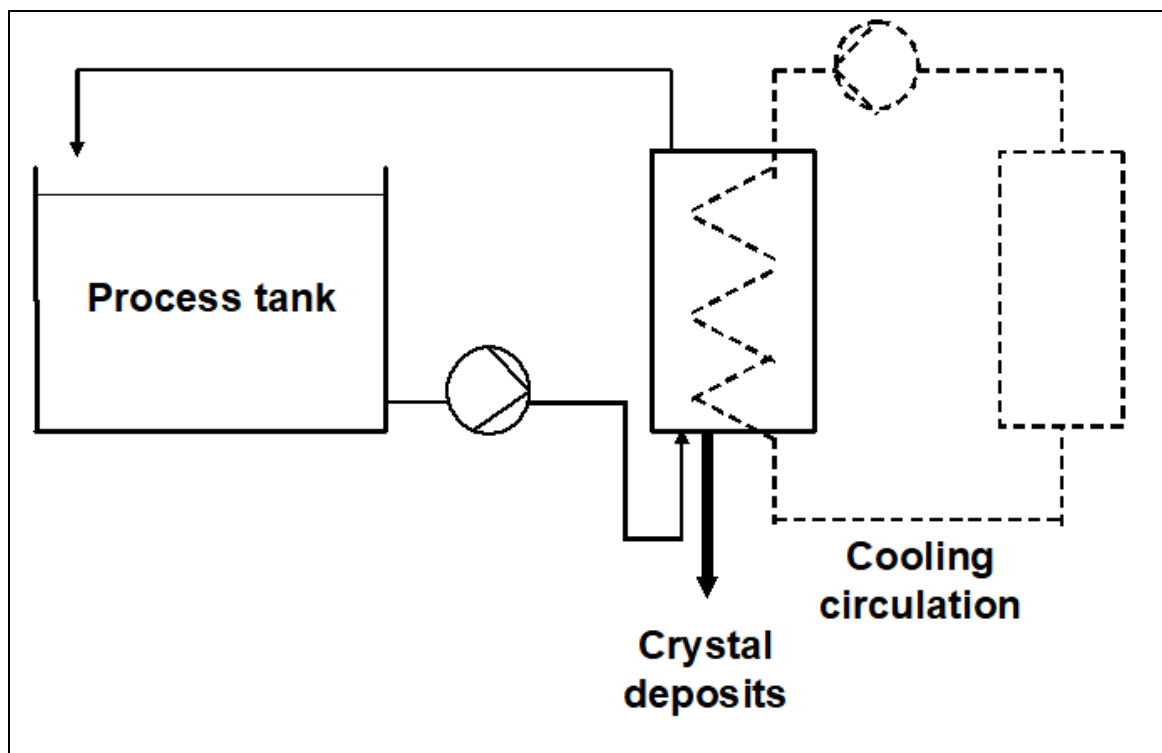 Process tank
Cooling
circulation
Crystal
deposits